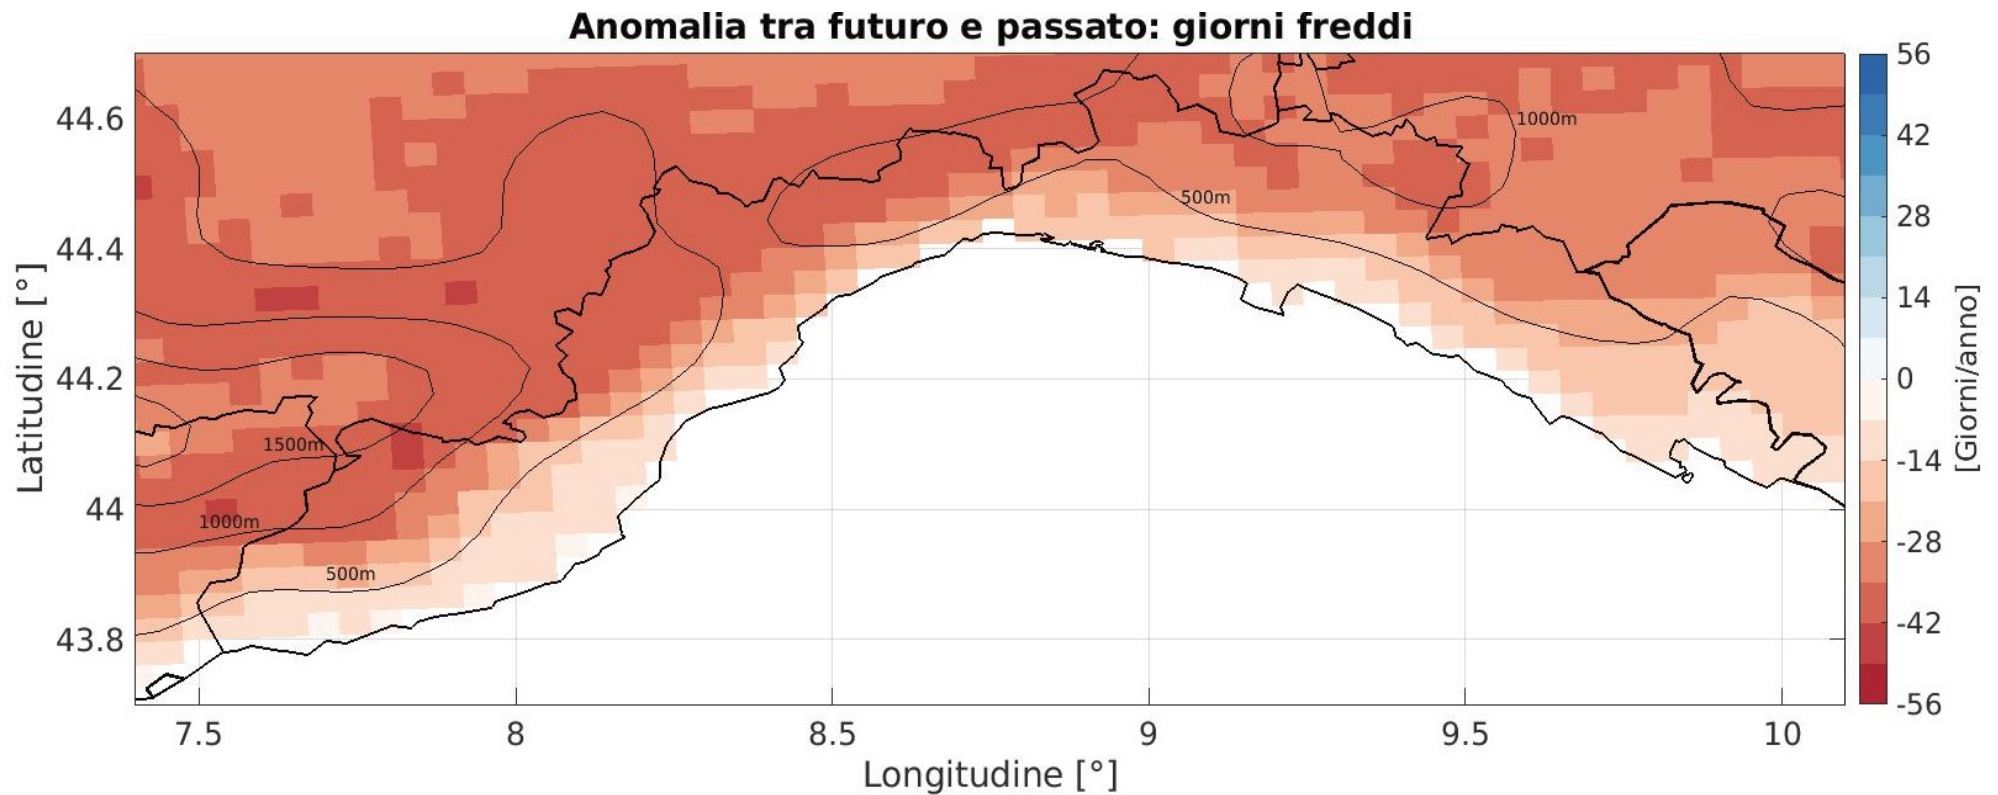 Anomalia tra futuro e passato: giorni freddi
Latitudine [°]
44.6
44.4
44.2
44
43.8
1000m
500m
1500m
1000m
500m
7.5
8
8.5
9
9.5
10
Longitudine [°]
56
42
28
14
0
-14
-28
-42
-56
[Giorni/anno]